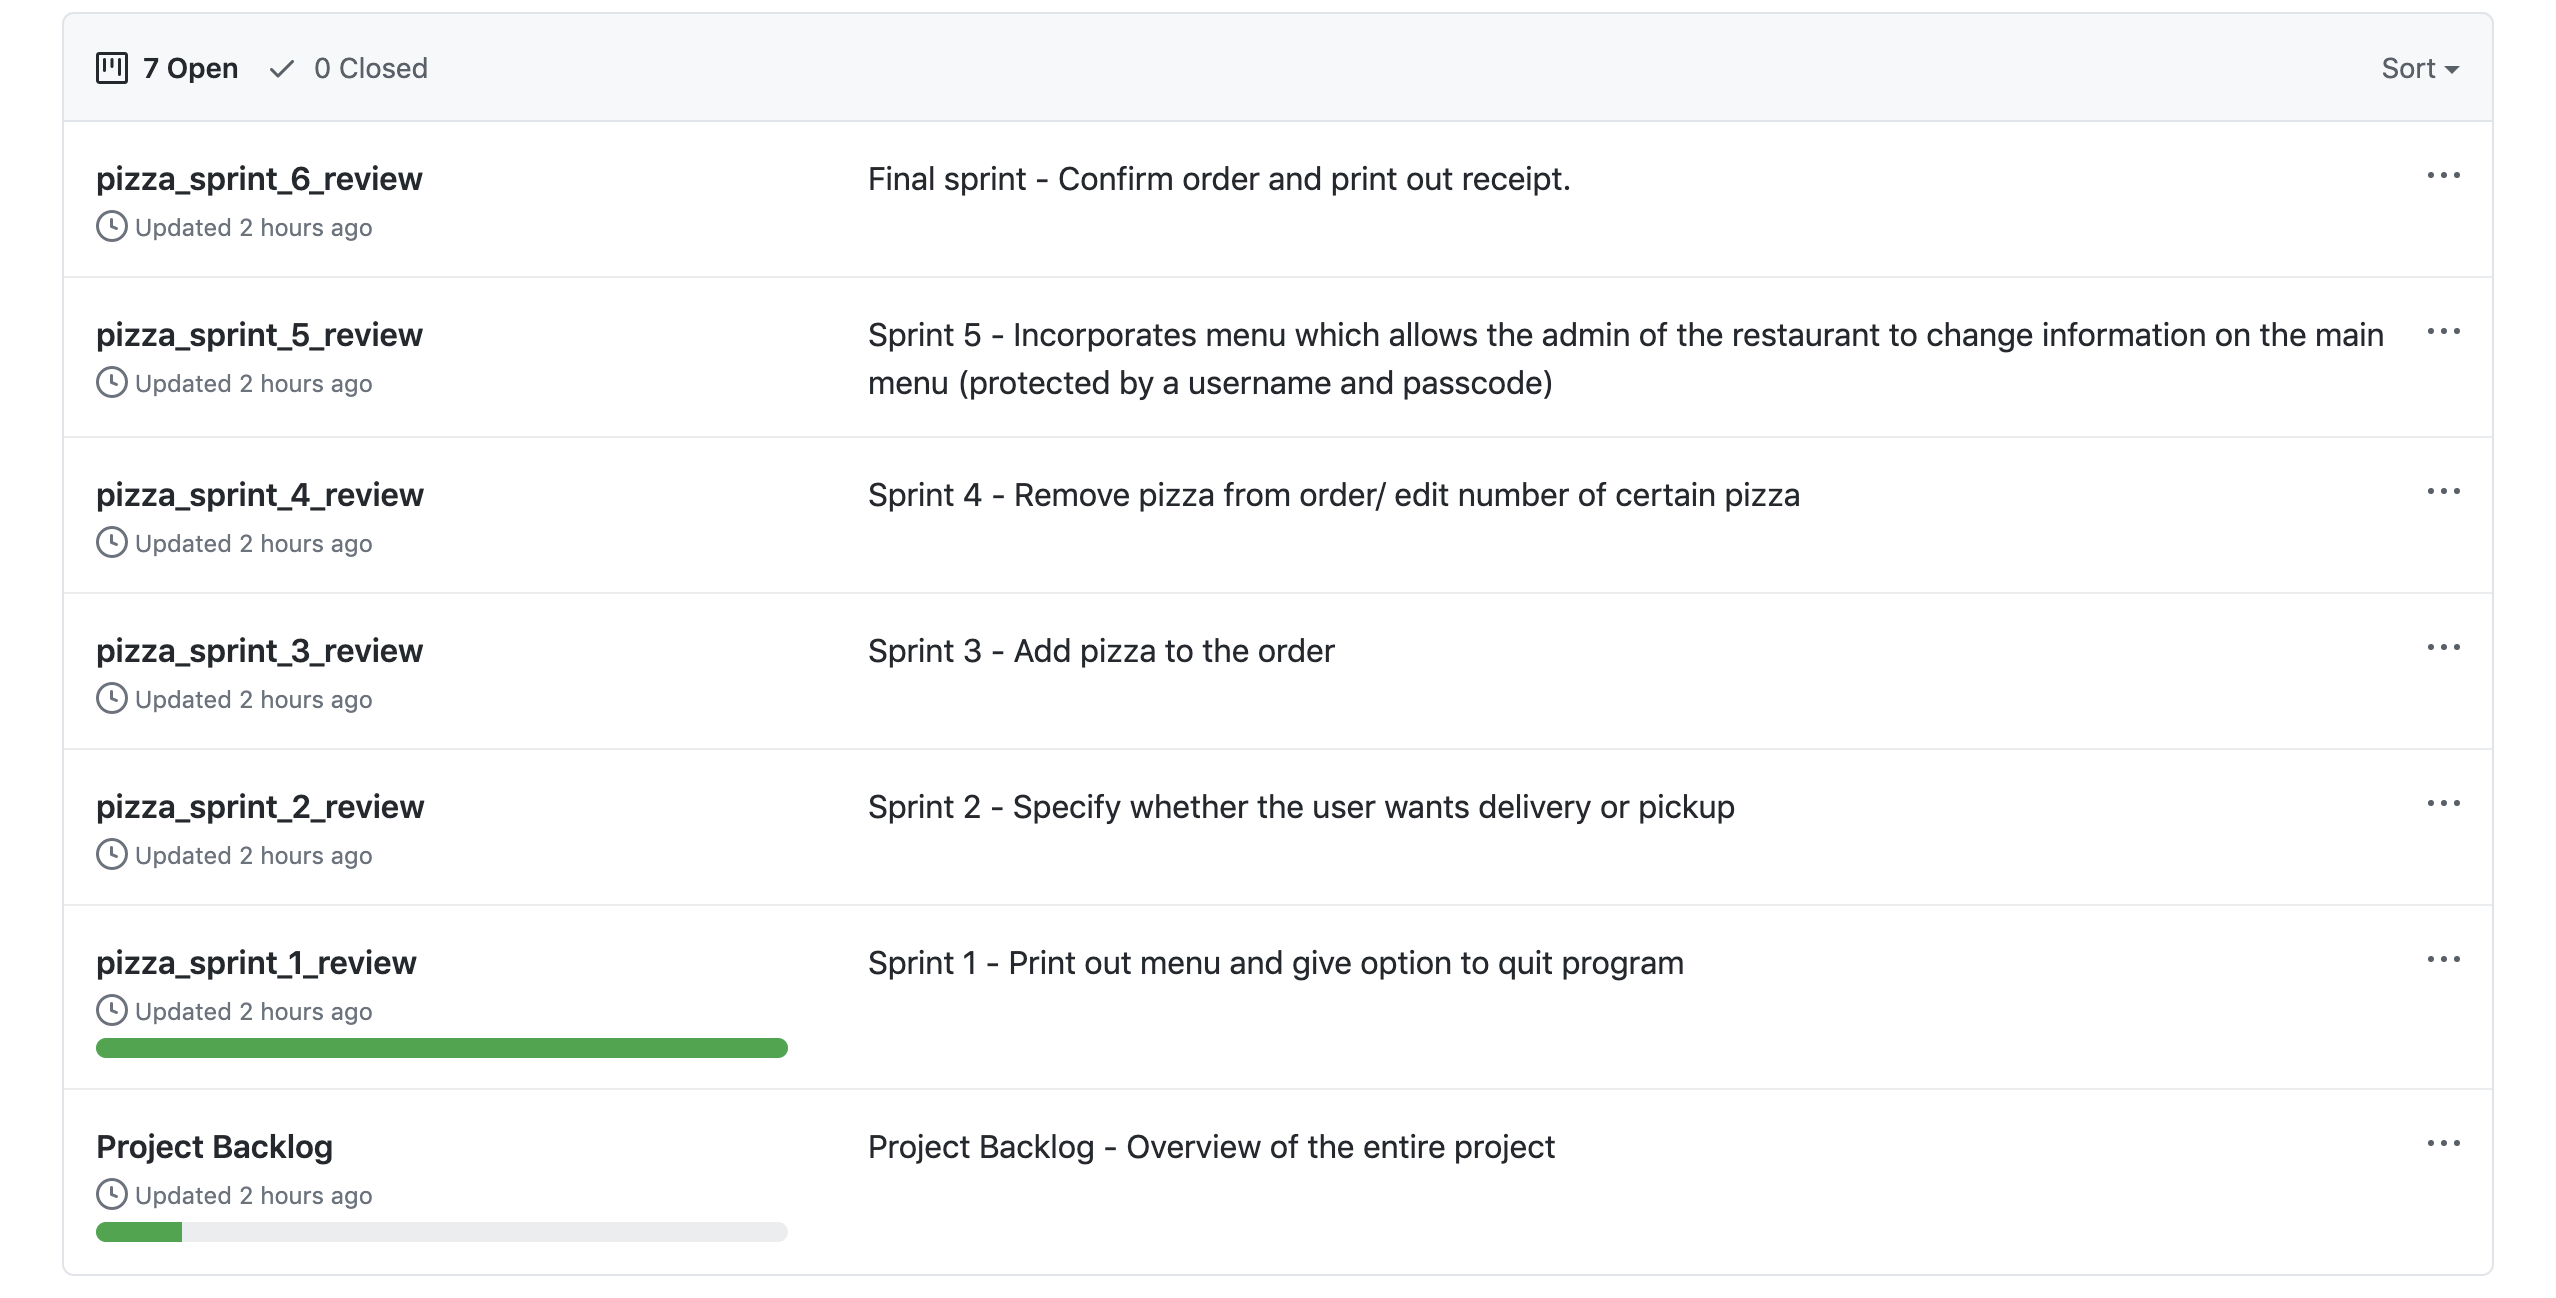 7 Open 0 Closed Sort
pizza_sprint_6_review
Updated 2 hours ago
Final sprint - Confirm order and print out receipt.
pizza_sprint_5_review
Updated 2 hours ago
Sprint 5 - Incorporates menu which allows the admin of the restaurant to change information on the main
menu (protected by a username and passcode)
pizza_sprint_4_review
Updated 2 hours ago
Sprint 4 - Remove pizza from order/ edit number of certain pizza
pizza_sprint_3_review
Updated 2 hours ago
Sprint 3 - Add pizza to the order
pizza_sprint_2_review
Updated 2 hours ago
Sprint 2 - Specify whether the user wants delivery or pickup
pizza_sprint_1_review
Updated 2 hours ago
Sprint 1 - Print out menu and give option to quit program
Project Backlog
Updated 2 hours ago
Project Backlog - Overview of the entire project